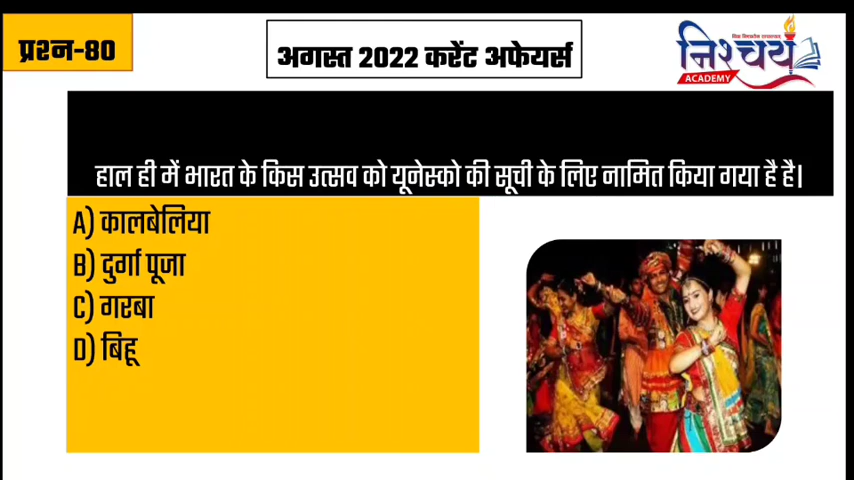 प्रश्न-80
अगस्त 2022 करेंट अफेयर्स
निश्चय
ACADEMY
हाल ही में भारत के किस उत्सव को यूनेस्को की सूची के लिए नामित किया गया है है।
A) कालबेलिया
B) दुर्गा पूजा
C) गरबा
D) बिहू